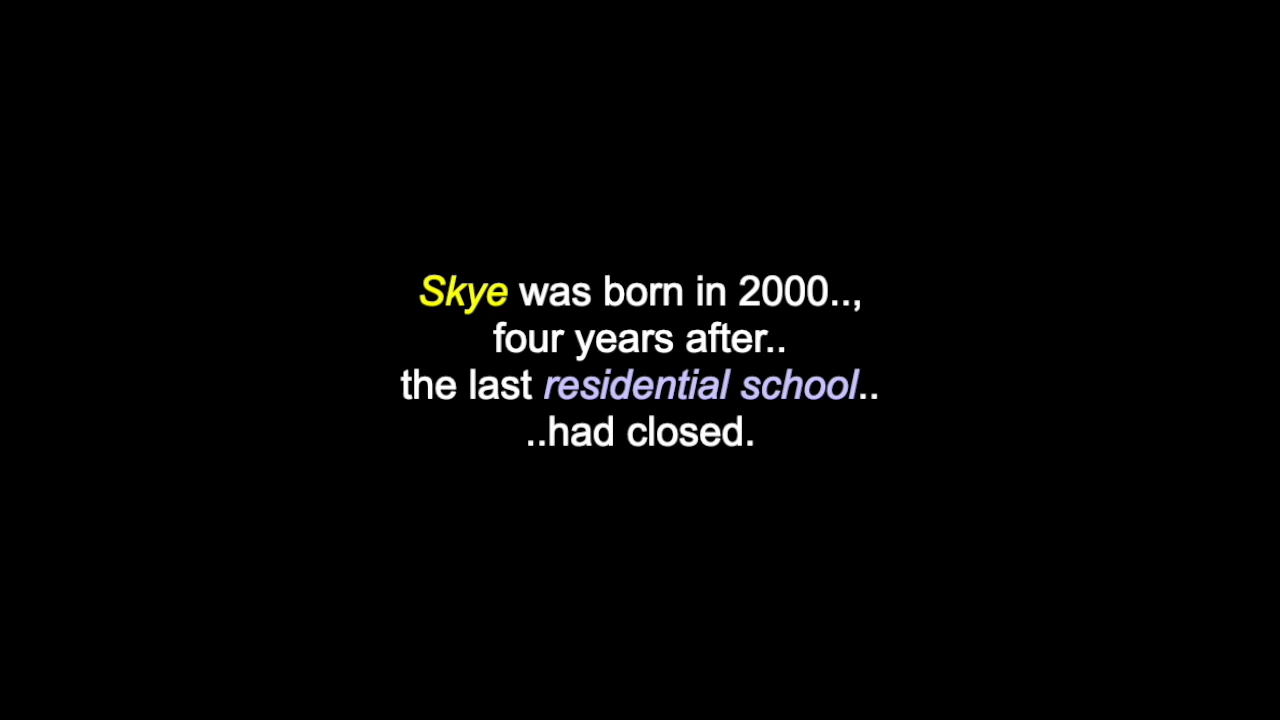 Skye was born in 2000..,
four years after..
the last residential school..
..had closed.